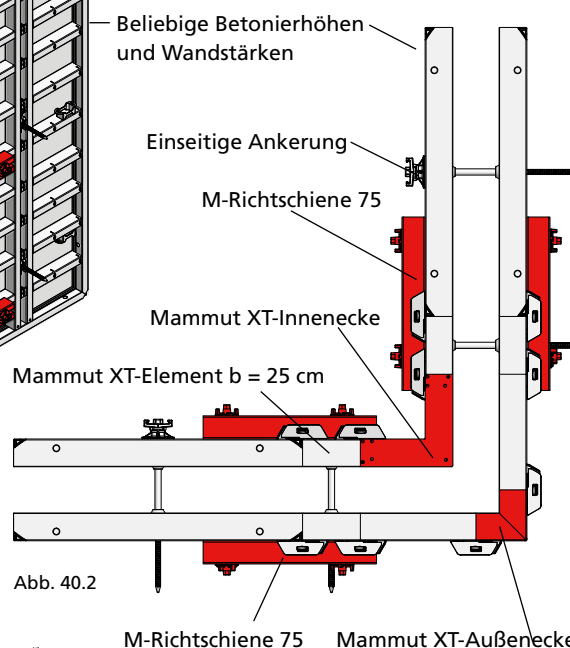 Beliebige Betonierhöhen
und Wandstärken
Einseitige Ankerung
M-Richtschiene 75
Mammut XT-Innenecke
Mammut XT-Element b = 25 cm
Abb. 40.2
M-Richtschiene 75
Mammut XT-Außenecke